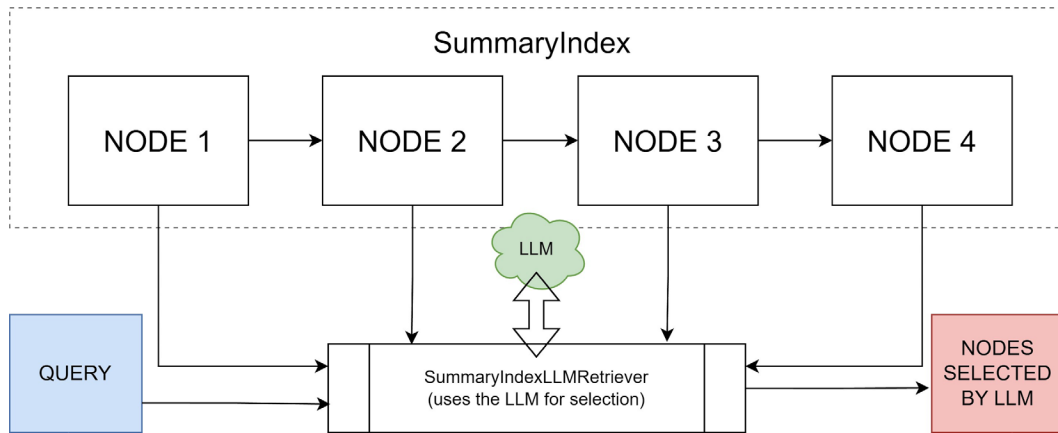 SummaryIndex
NODE 1
NODE 2
NODE 3
NODE 4
LLM
QUERY
SummaryIndexLLMRetriever
(uses the LLM for selection)
NODES
SELECTED
BY LLM